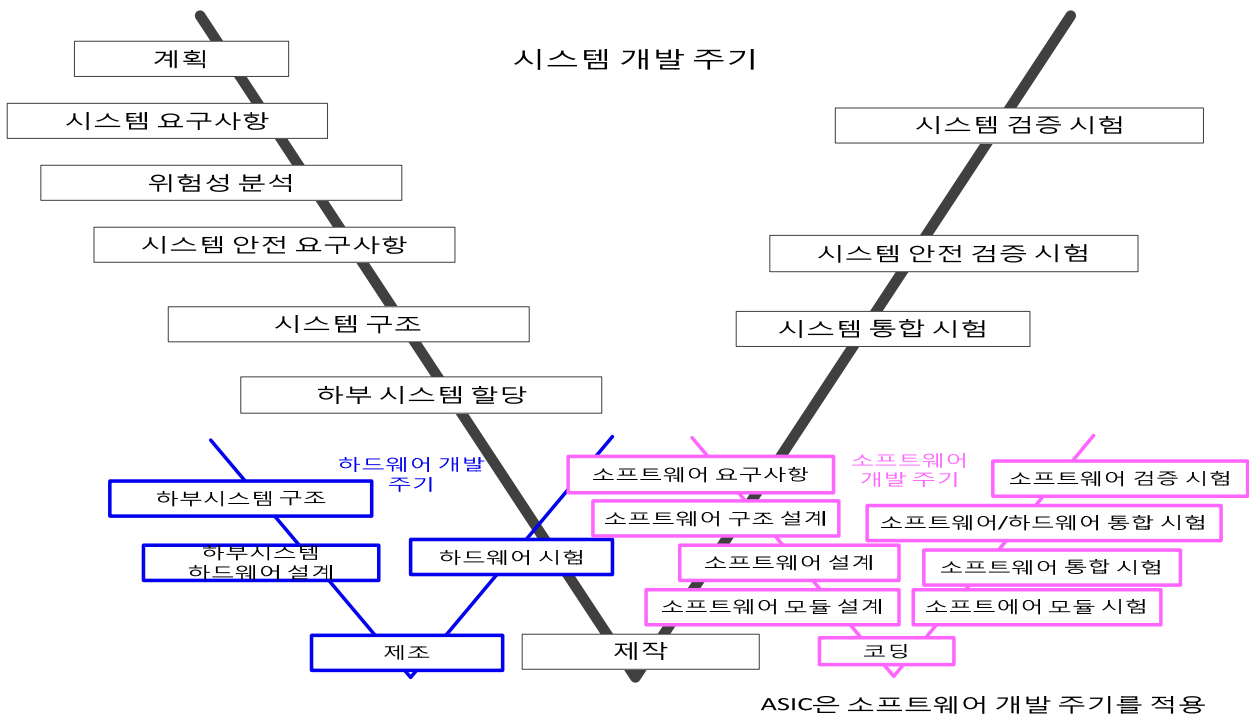 시스템 개발 주기
계획
시스템 요구사항
위험성 분석
시스템 안전 요구사항
시스템 구조
하부 시스템 할당
시스템 검증 시험
시스템 안전 검증 시험
시스템 통합 시험
하드웨어 개발
주기
하부시스템 구조
하부시스템
하드웨어 설계
하드웨어 시험
제조
제작
소프트웨어
개발 주기
소프트웨어 요구사항
소프트웨어 구조 설계
소프트웨어 설계
소프트웨어 모듈 설계
코딩
소프트웨어 검증 시험
소프트웨어/하드웨어 통합 시험
소프트웨어 통합 시험
소프트에어 모듈 시험
ASIC은 소프트웨어 개발 주기를 적용